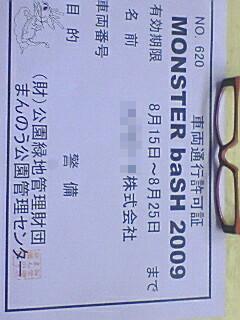 NO. 620
車両通行許可証
MONSTER baSH 2009
有効期限 8月15日～8月25日 まで
名前 株式会社
車両番号
目的 警備
(財)公園緑地管理財団
まんのう公園管理センター